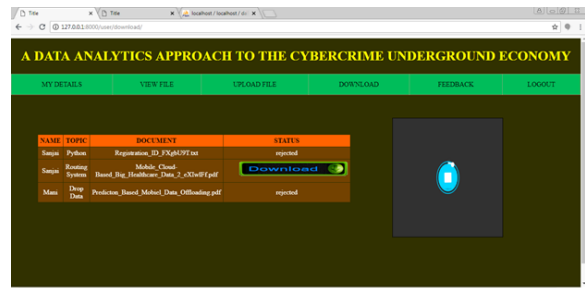 Title
Title
localhost / localhost /
127.0.0.1:8000/user/download/
A DATA ANALYTICS APPROACH TO THE CYBERCRIME UNDERGROUND ECONOMY
MY DETAILS VIEW FILE UPLOAD FILE DOWNLOAD FEEDBACK LOGOUT
NAME TOPIC DOCUMENT STATUS
Sanjai Python Registration_ID_FXgbU9T.txt rejected
Sanjai Routing System Mobile_Cloud-
Based_Big_Healthcare_Data_2_eXIwlFf.pdf Download
Mani Drop Data Predicton_Based_Mobiel_Data_Offloading.pdf rejected